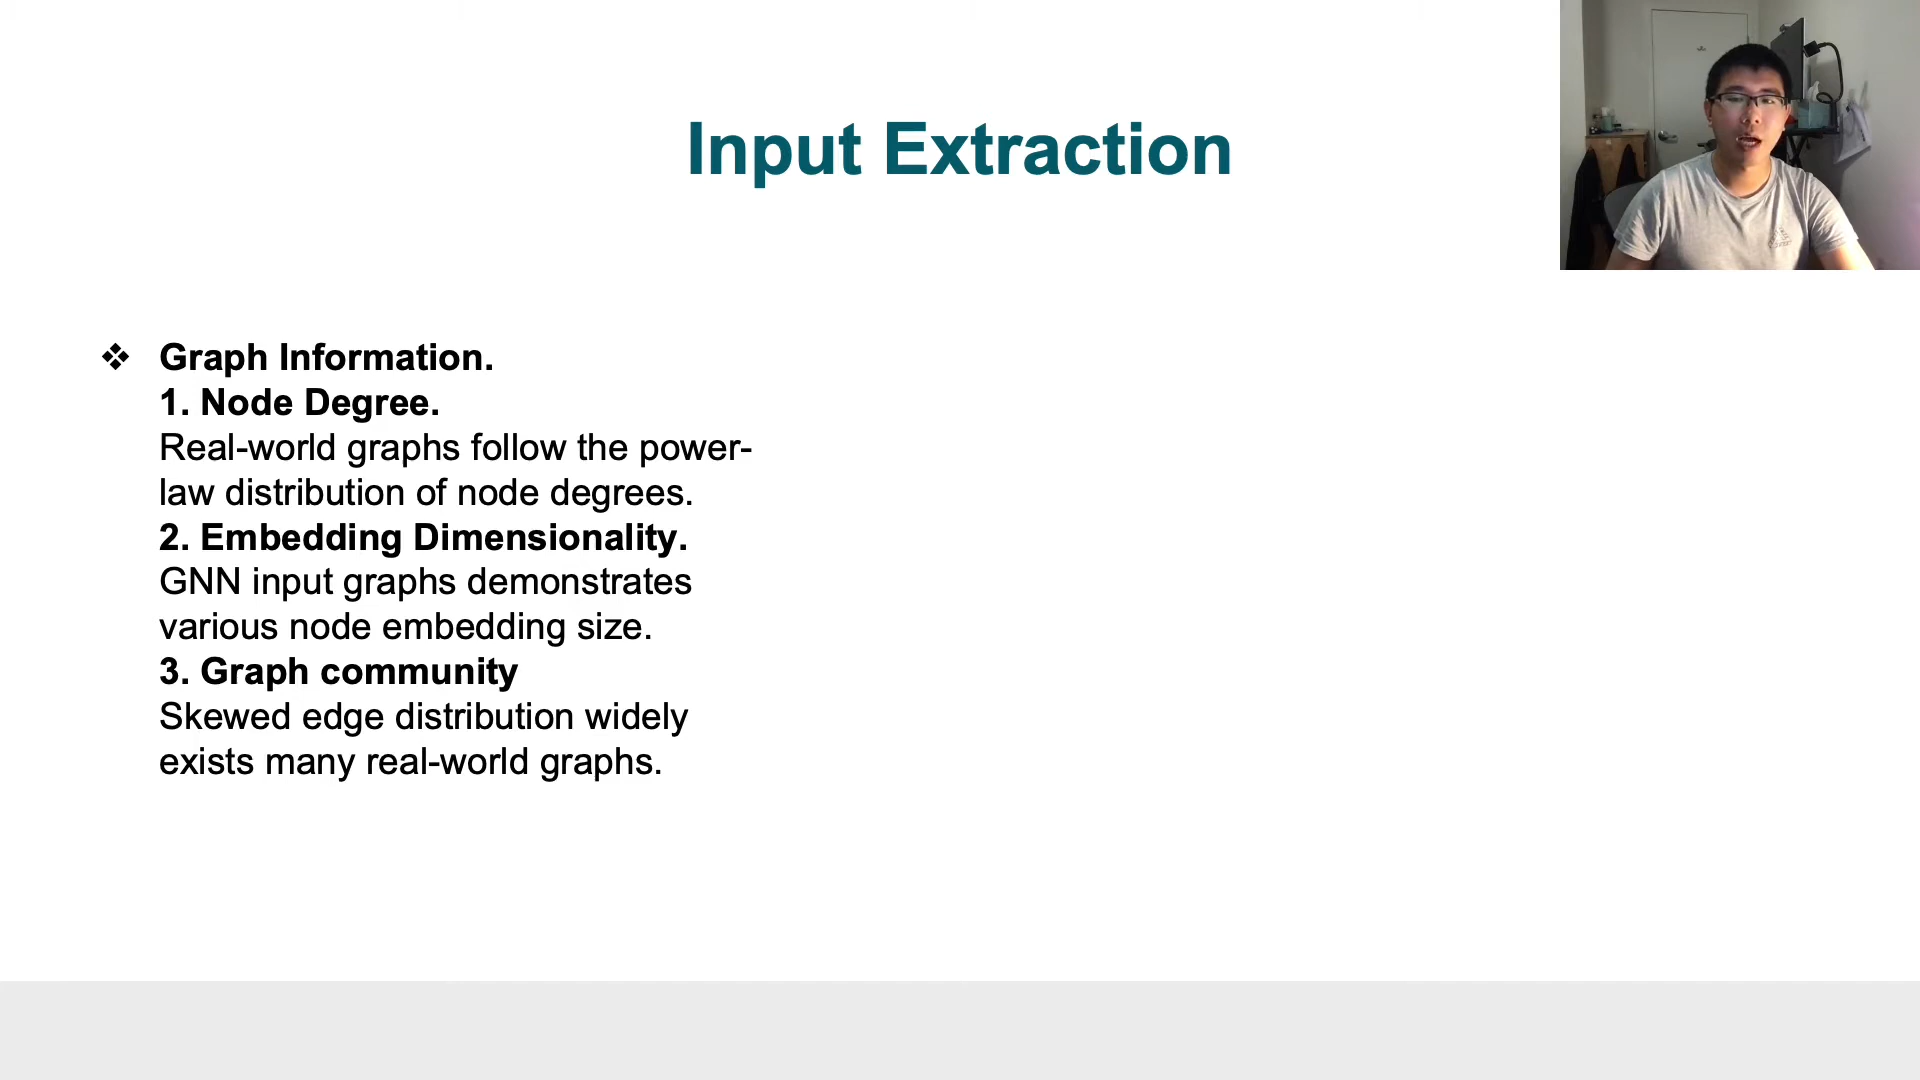 Input Extraction
❖ Graph Information.
1. Node Degree.
Real-world graphs follow the power-
law distribution of node degrees.
2. Embedding Dimensionality.
GNN input graphs demonstrates
various node embedding size.
3. Graph community
Skewed edge distribution widely
exists many real-world graphs.